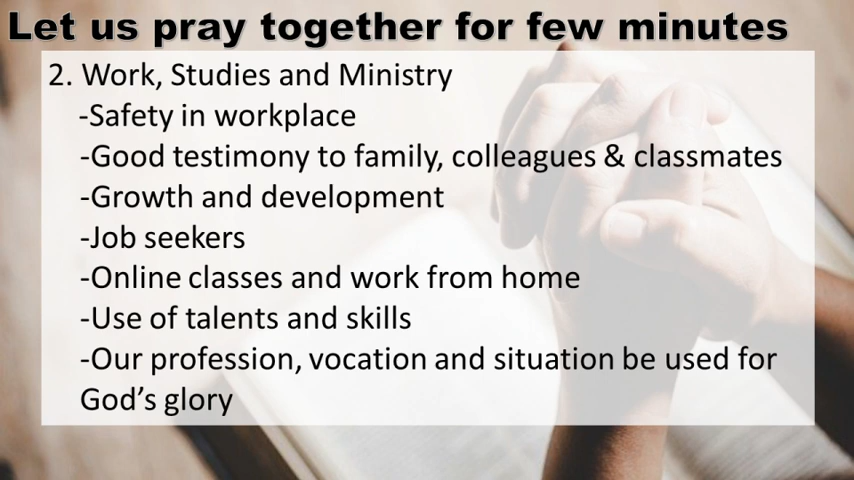 Let us pray together for few minutes
2. Work, Studies and Ministry
-Safety in workplace
-Good testimony to family, colleagues & classmates
-Growth and development
-Job seekers
-Online classes and work from home
-Use of talents and skills
-Our profession, vocation and situation be used for
God’s glory